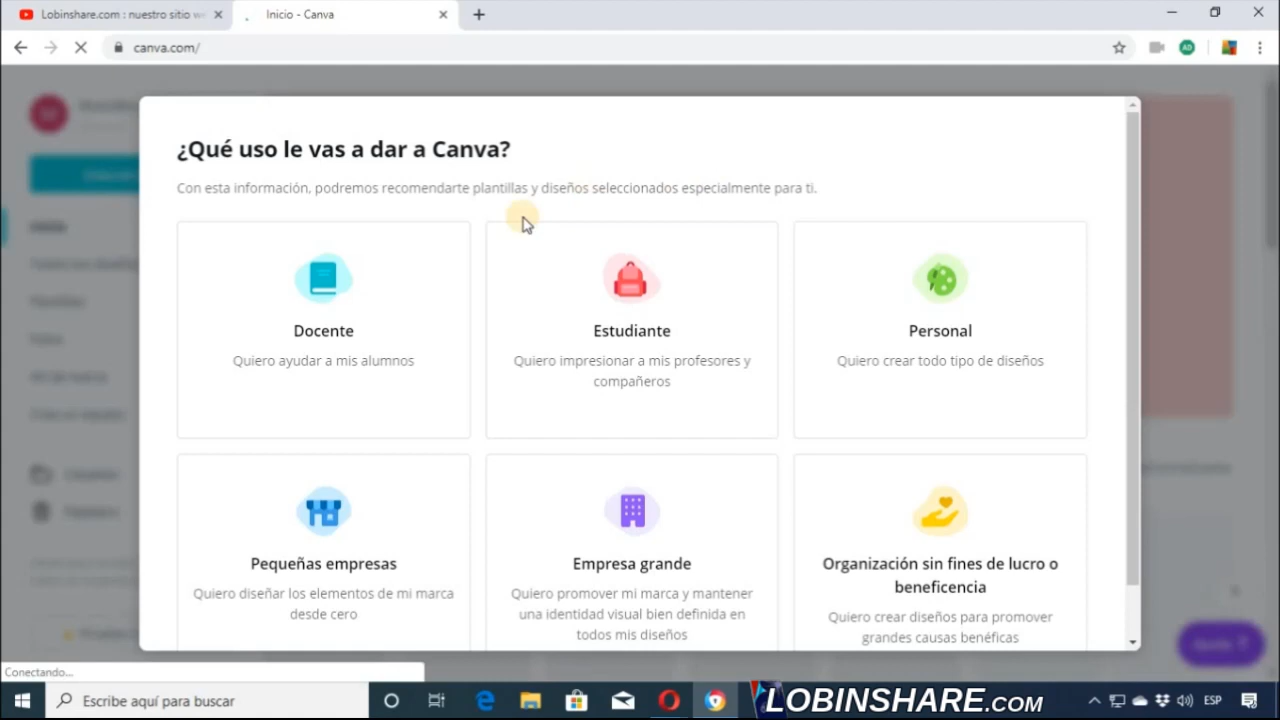 Lobinshare.com : nuestro sitio we
Inicio - Canva
canva.com/
AD
¿Qué uso le vas a dar a Canva?
Con esta información, podremos recomendarte plantillas y diseños seleccionados especialmente para ti.
Docente
Quiero ayudar a mis alumnos
Estudiante
Quiero impresionar a mis profesores y
compañeros
Personal
Quiero crear todo tipo de diseños
Pequeñas empresas
Quiero diseñar los elementos de mi marca
desde cero
Empresa grande
Quiero promover mi marca y mantener
una identidad visual bien definida en
todos mis diseños
Organización sin fines de lucro o
beneficencia
Quiero crear diseños para promover
grandes causas benéficas
Inicio
Ayuda ?
Conectando...
Escribe aquí para buscar
LOBINSHARE.COM
ESP